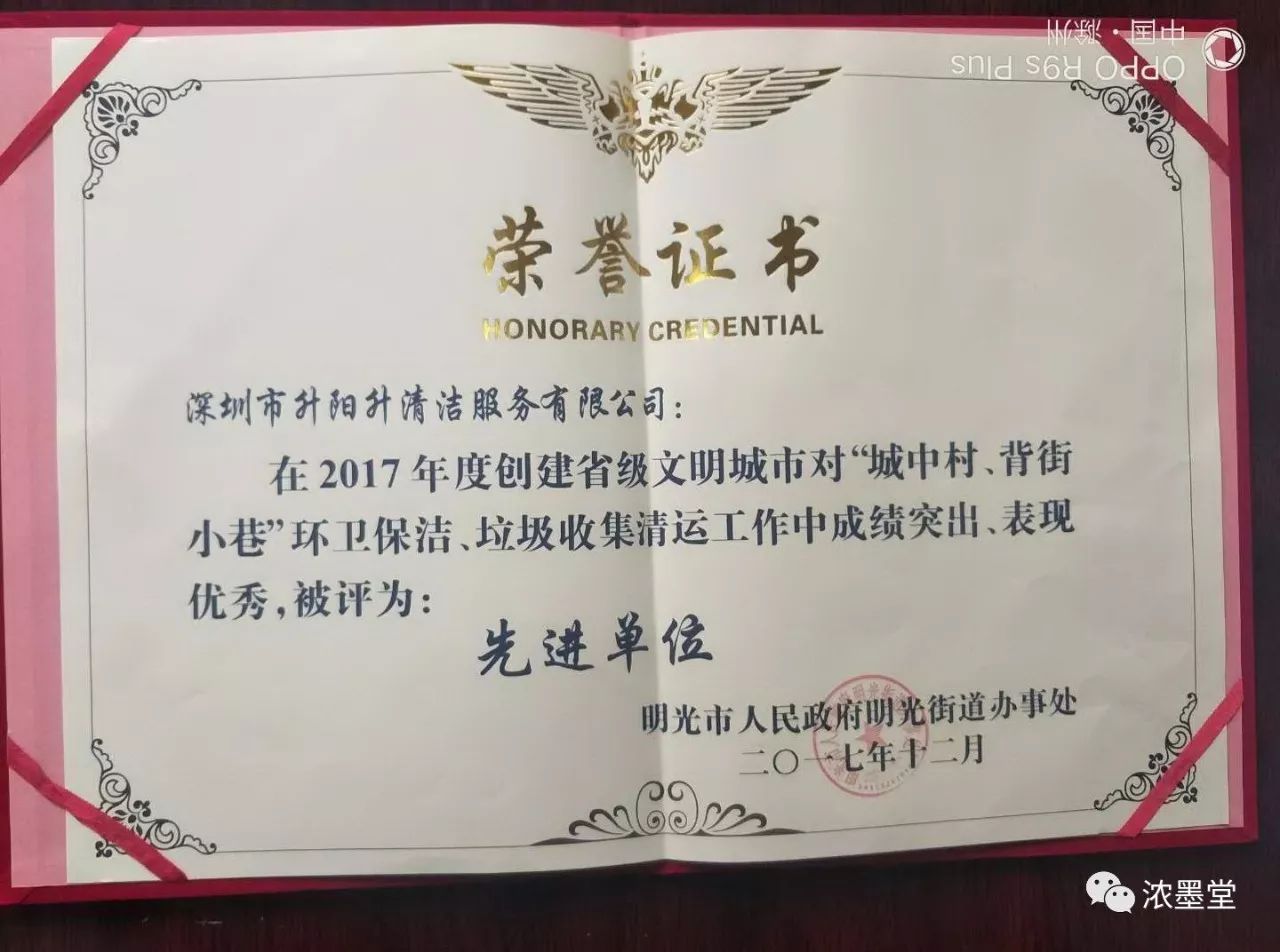 中国·滁州
OPPO R9s Plus
荣誉证书
HONORARY CREDENTIAL
深圳市升阳升清洁服务有限公司：
在2017年度创建省级文明城市对“城中村、背街
小巷”环卫保洁、垃圾收集清运工作中成绩突出、表现
优秀，被评为：
先进单位
明光市人民政府明光街道办事处
二〇一七年十二月
浓墨堂